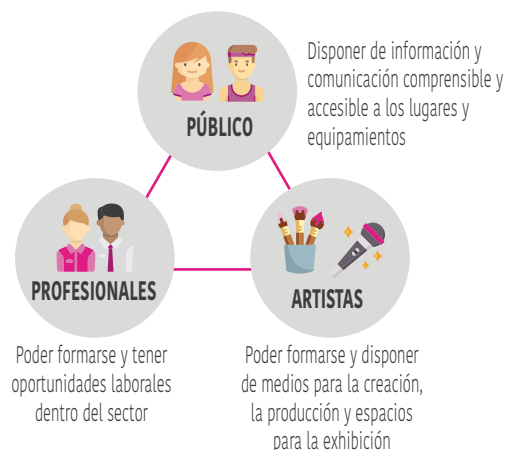 PÚBLICO
Disponer de información y
comunicación comprensible y
accesible a los lugares y
equipamientos
PROFESIONALES
Poder formarse y tener
oportunidades laborales
dentro del sector
ARTISTAS
Poder formarse y disponer
de medios para la creación,
la producción y espacios
para la exhibición